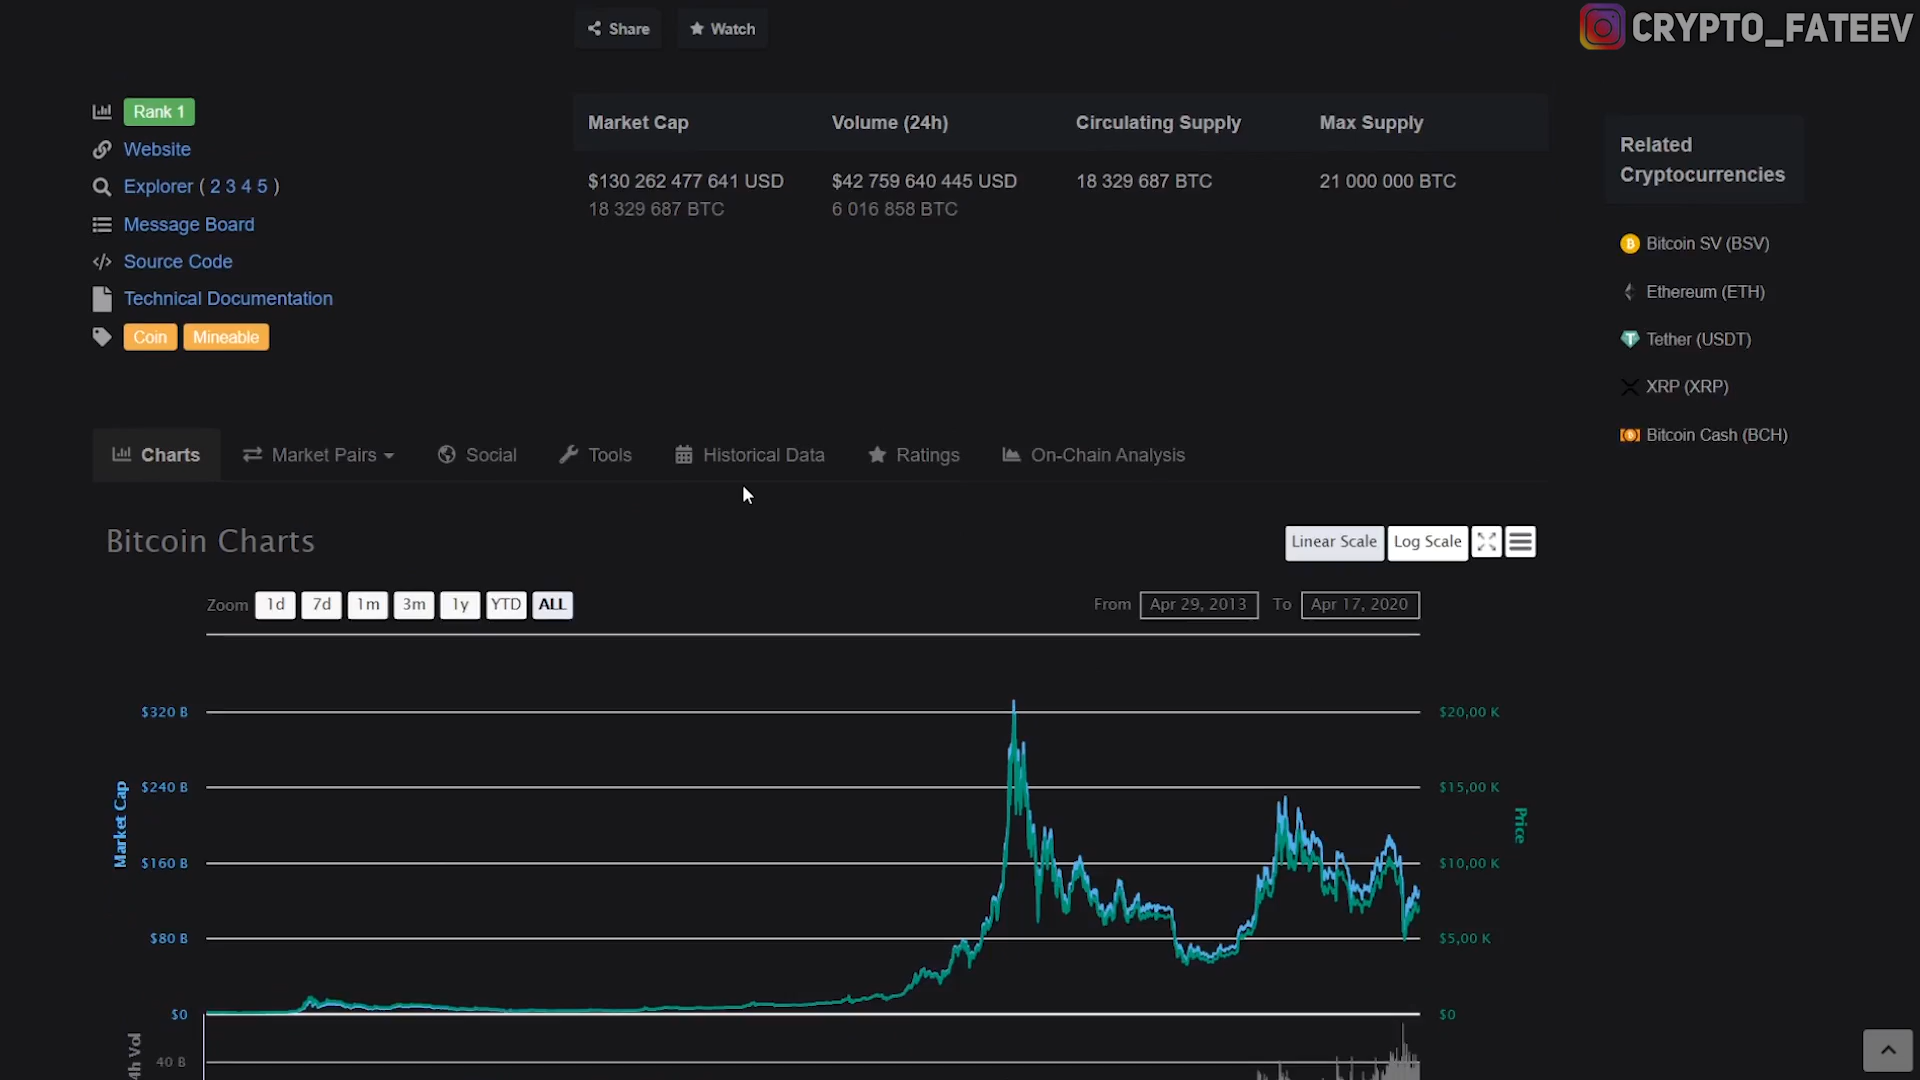 Share
Watch
CRYPTO_FATEEV
Rank 1
Website
Explorer ( 2 3 4 5 )
Message Board
Source Code
Technical Documentation
Coin
Mineable
Market Cap
Volume (24h)
Circulating Supply
Max Supply
$130 262 477 641 USD
$42 759 640 445 USD
18 329 687 BTC
21 000 000 BTC
18 329 687 BTC
6 016 858 BTC
Related
Cryptocurrencies
Bitcoin SV (BSV)
Ethereum (ETH)
Tether (USDT)
XRP (XRP)
Bitcoin Cash (BCH)
Charts
Market Pairs
Social
Tools
Historical Data
Ratings
On-Chain Analysis
Bitcoin Charts
Linear Scale
Log Scale
Zoom
1d
7d
1m
3m
1y
YTD
ALL
From
Apr 29, 2013
To
Apr 17, 2020
$320 B
$20,00 K
$240 B
$15,00 K
Market Cap
Price
$160 B
$10,00 K
$80 B
$5,00 K
$0
$0
4h Vol
40 B